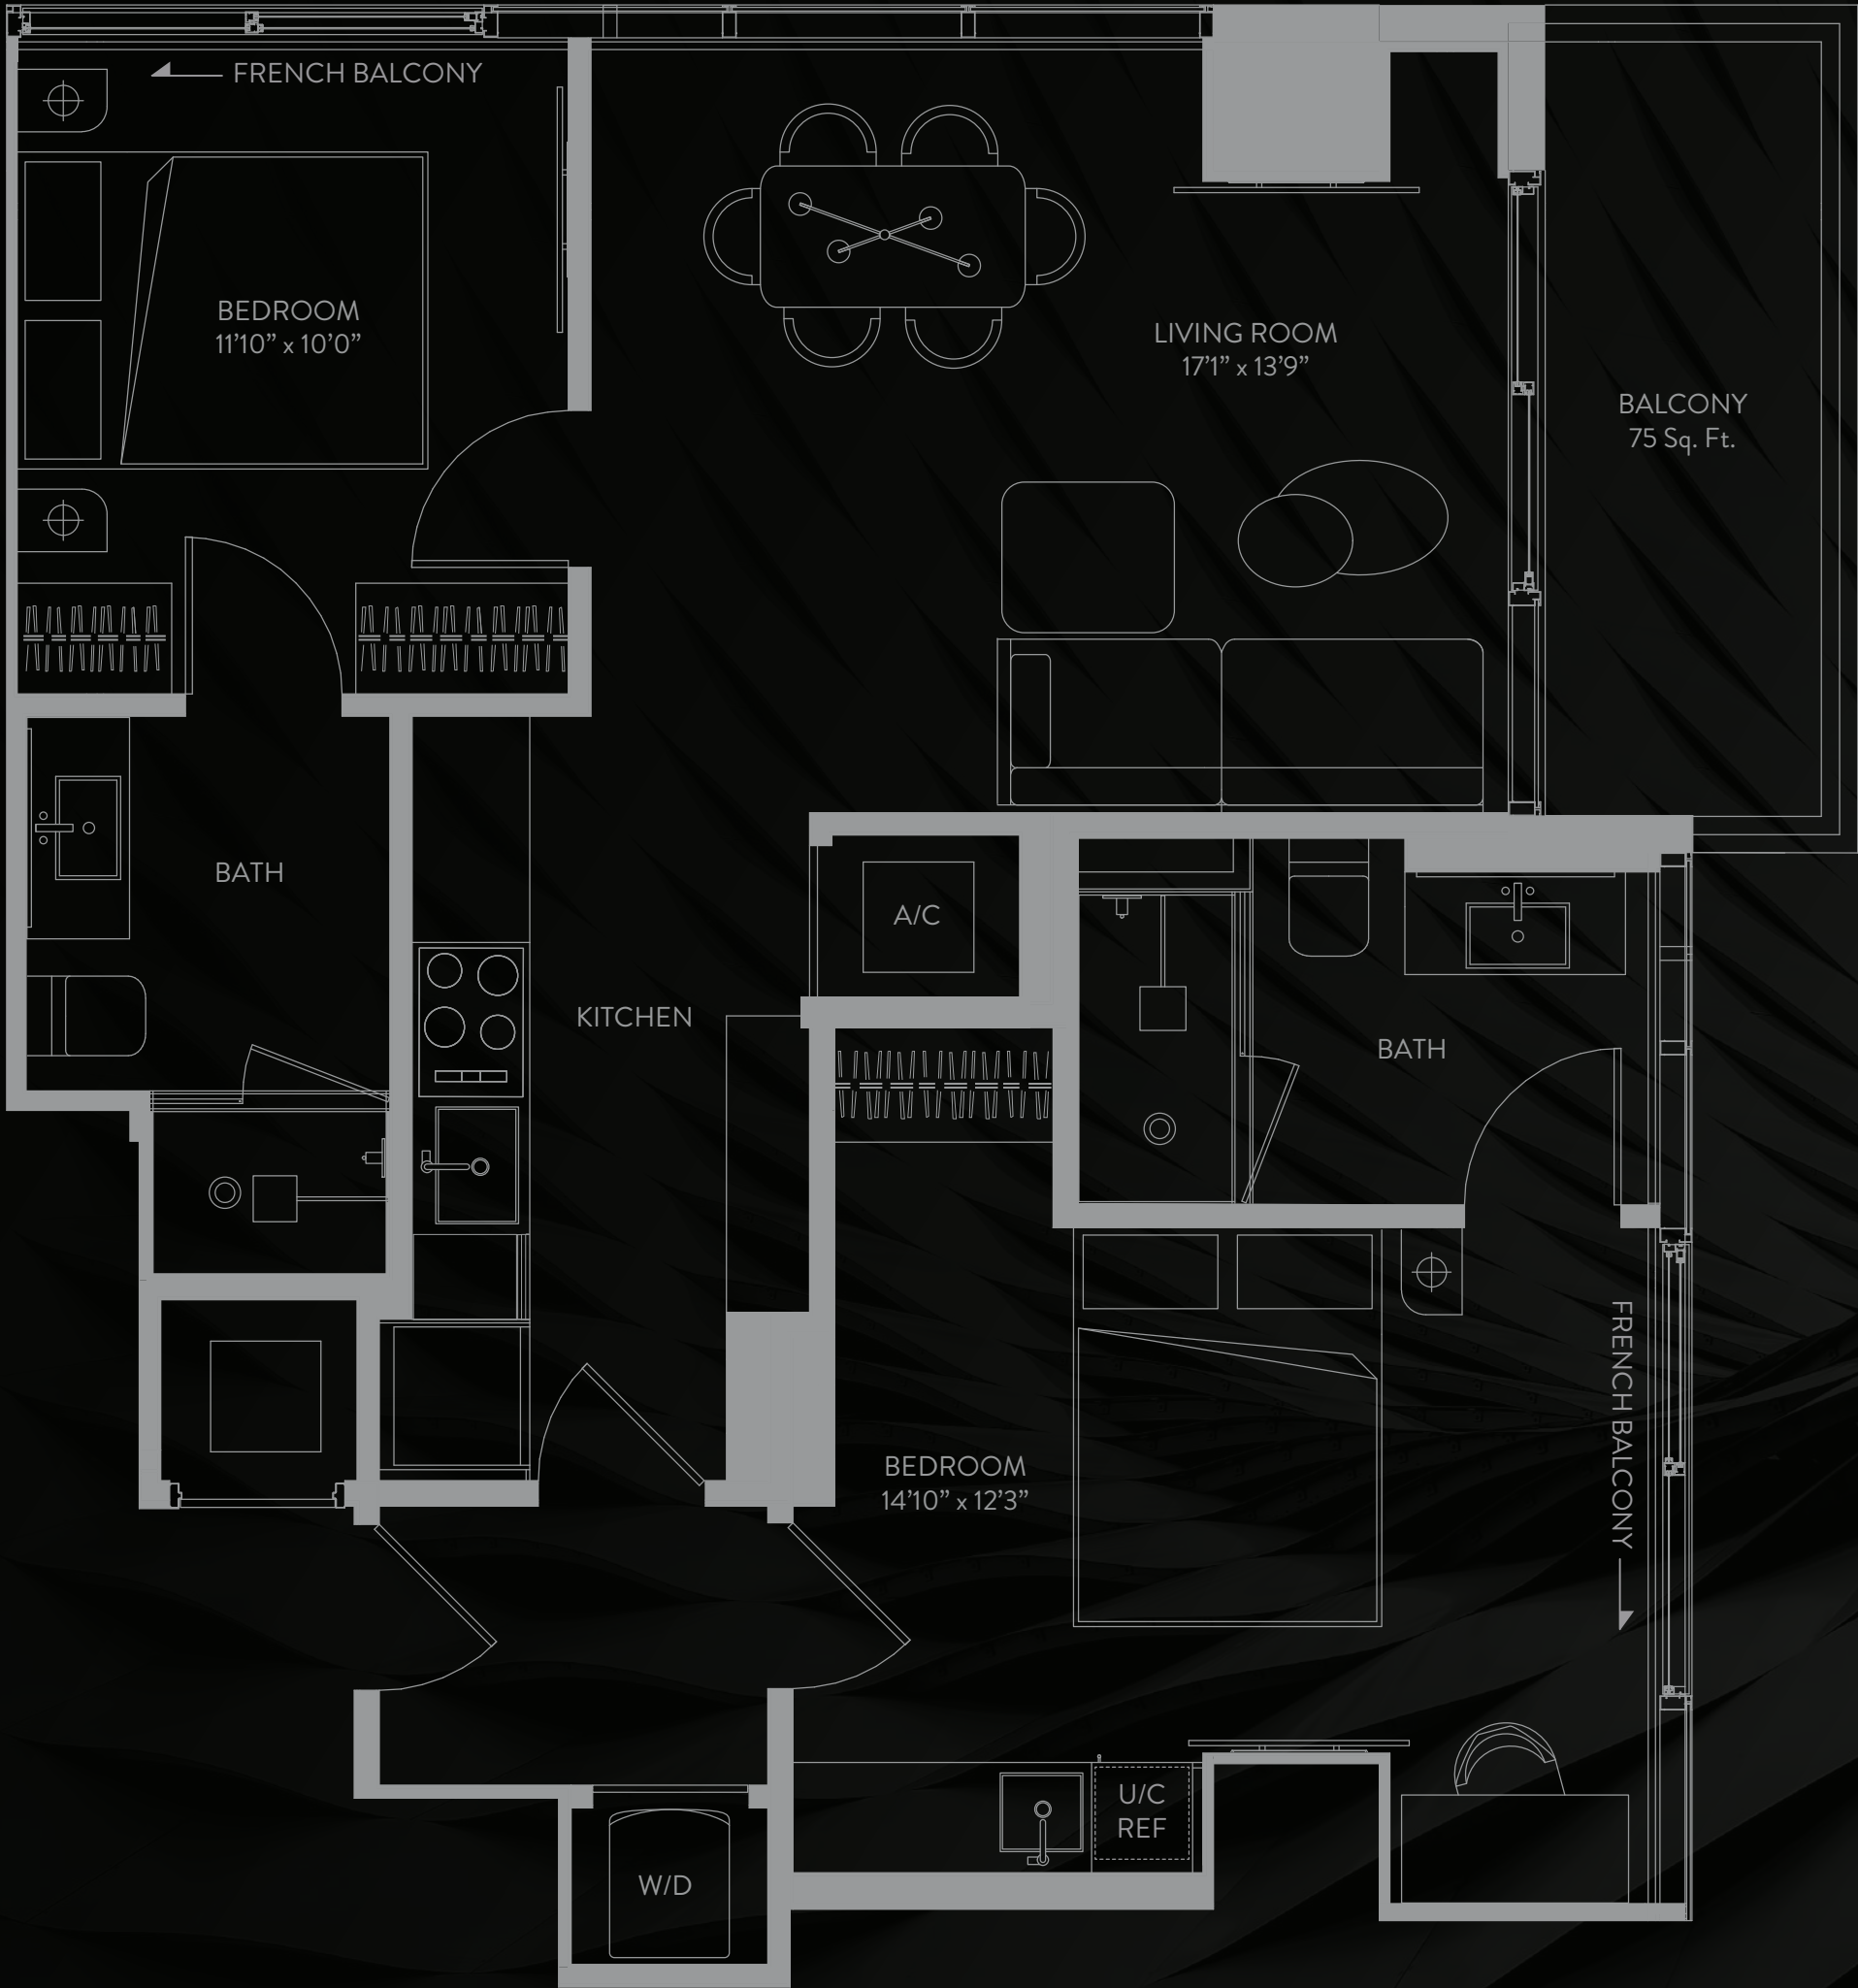 FRENCH BALCONY
BEDROOM
11’10” x 10’0”
LIVING ROOM
17’1” x 13’9”
BALCONY
75 Sq. Ft.
BATH
A/C
KITCHEN
BATH
FRENCH BALCONY
BEDROOM
14’10” x 12’3”
U/C
REF
W/D